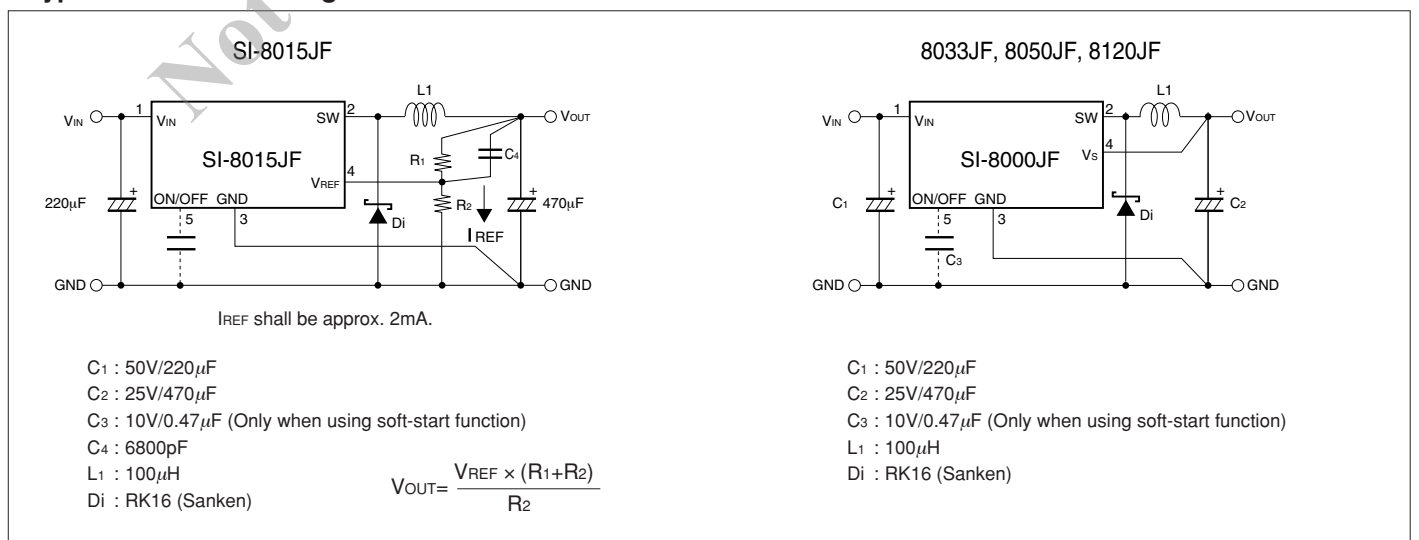 SI-8015JF
VIN
1
VIN
SW
2
L1
VOUT
SI-8015JF
R1
C4
VREF
4
220μF
+
ON/OFF GND
5
3
Di
R2
IREF
+
470μF
GND
GND
IREF shall be approx. 2mA.
C1 : 50V/220μF
C2 : 25V/470μF
C3 : 10V/0.47μF (Only when using soft-start function)
C4 : 6800pF
L1 : 100μH
Di : RK16 (Sanken)
VOUT= VREF × (R1+R2)
R2
8033JF, 8050JF, 8120JF
VIN
1
VIN
SW
2
L1
VOUT
SI-8000JF
VS
4
C1
+
ON/OFF GND
5
3
C3
Di
+
C2
GND
GND
C1 : 50V/220μF
C2 : 25V/470μF
C3 : 10V/0.47μF (Only when using soft-start function)
L1 : 100μH
Di : RK16 (Sanken)
Not